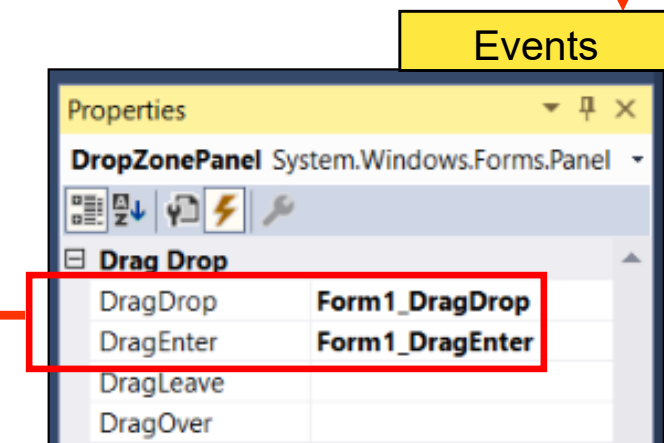 Events
Properties
DropZonePanel System.Windows.Forms.Panel
Drag Drop
DragDrop Form1_DragDrop
DragEnter Form1_DragEnter
DragLeave
DragOver